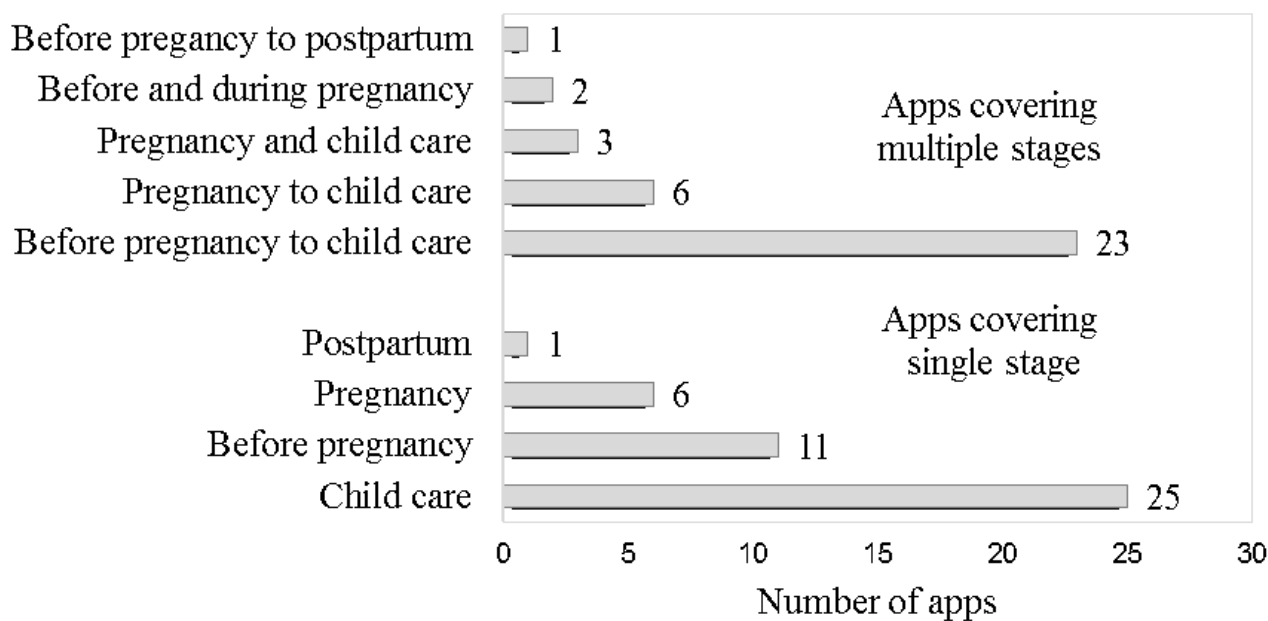 Before pregancy to postpartum 1
Before and during pregnancy 2
Pregnancy and child care 3
Pregnancy to child care 6
Before pregnancy to child care 23
Apps covering
multiple stages
Postpartum 1
Pregnancy 6
Before pregnancy 11
Child care 25
Apps covering
single stage
0 5 10 15 20 25 30
Number of apps